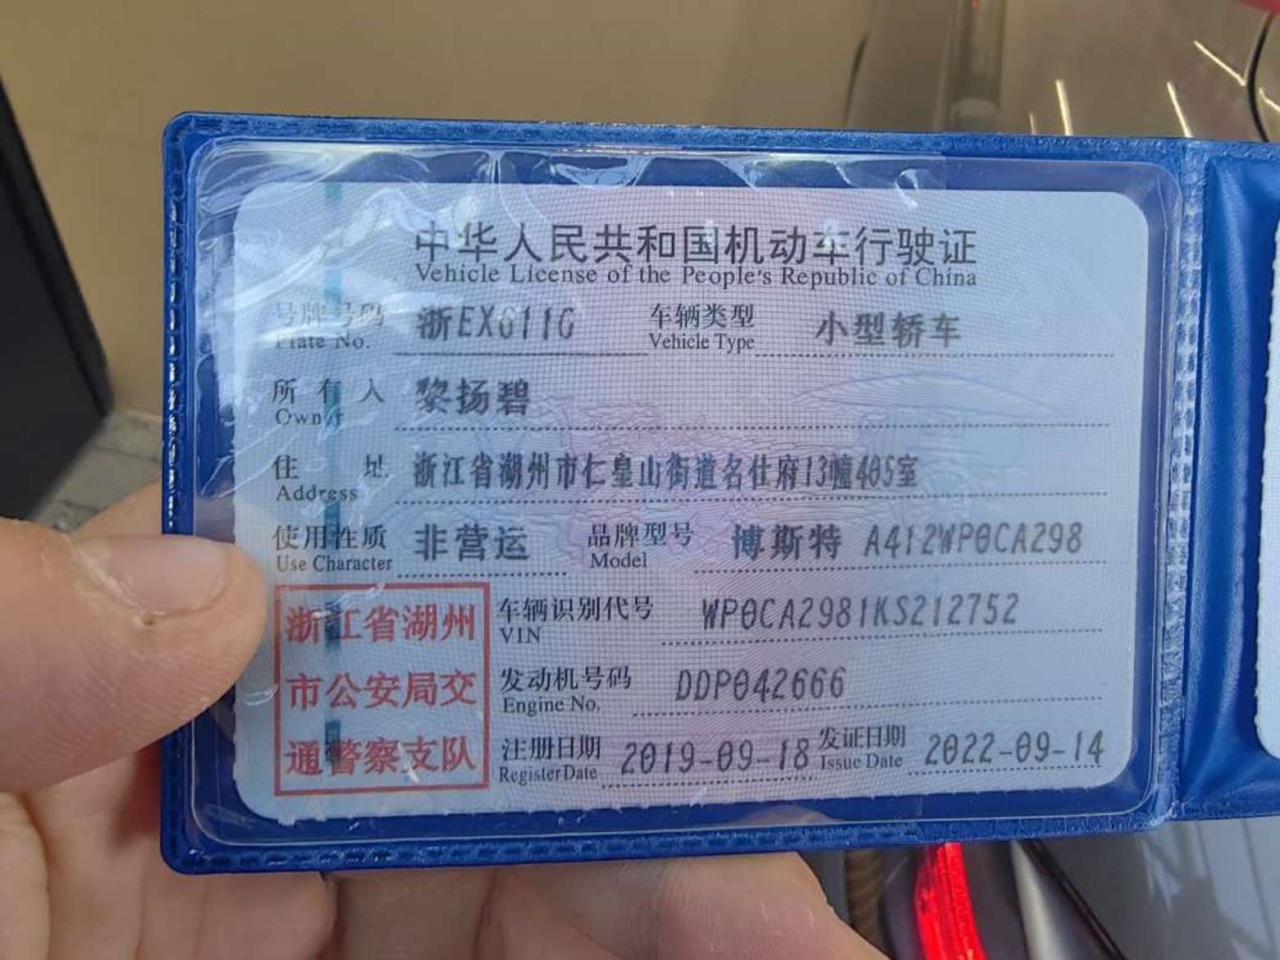 中华人民共和国机动车行驶证
Vehicle License of the People's Republic of China
号牌号码 浙EX611G 车辆类型 小型轿车
Plate No. Vehicle Type
所有人 黎扬碧
Owner
住址 浙江省湖州市仁皇山街道名仕府13幢405室
Address
使用性质 非营运 品牌型号 博斯特 A412WP0CA298
Use Character Model
浙江省湖州
市公安局交
通警察支队
车辆识别代号 WP0CA2981KS212752
VIN
发动机号码 DDP042666
Engine No.
注册日期 2019-09-18 发证日期 2022-09-14
Register Date Issue Date